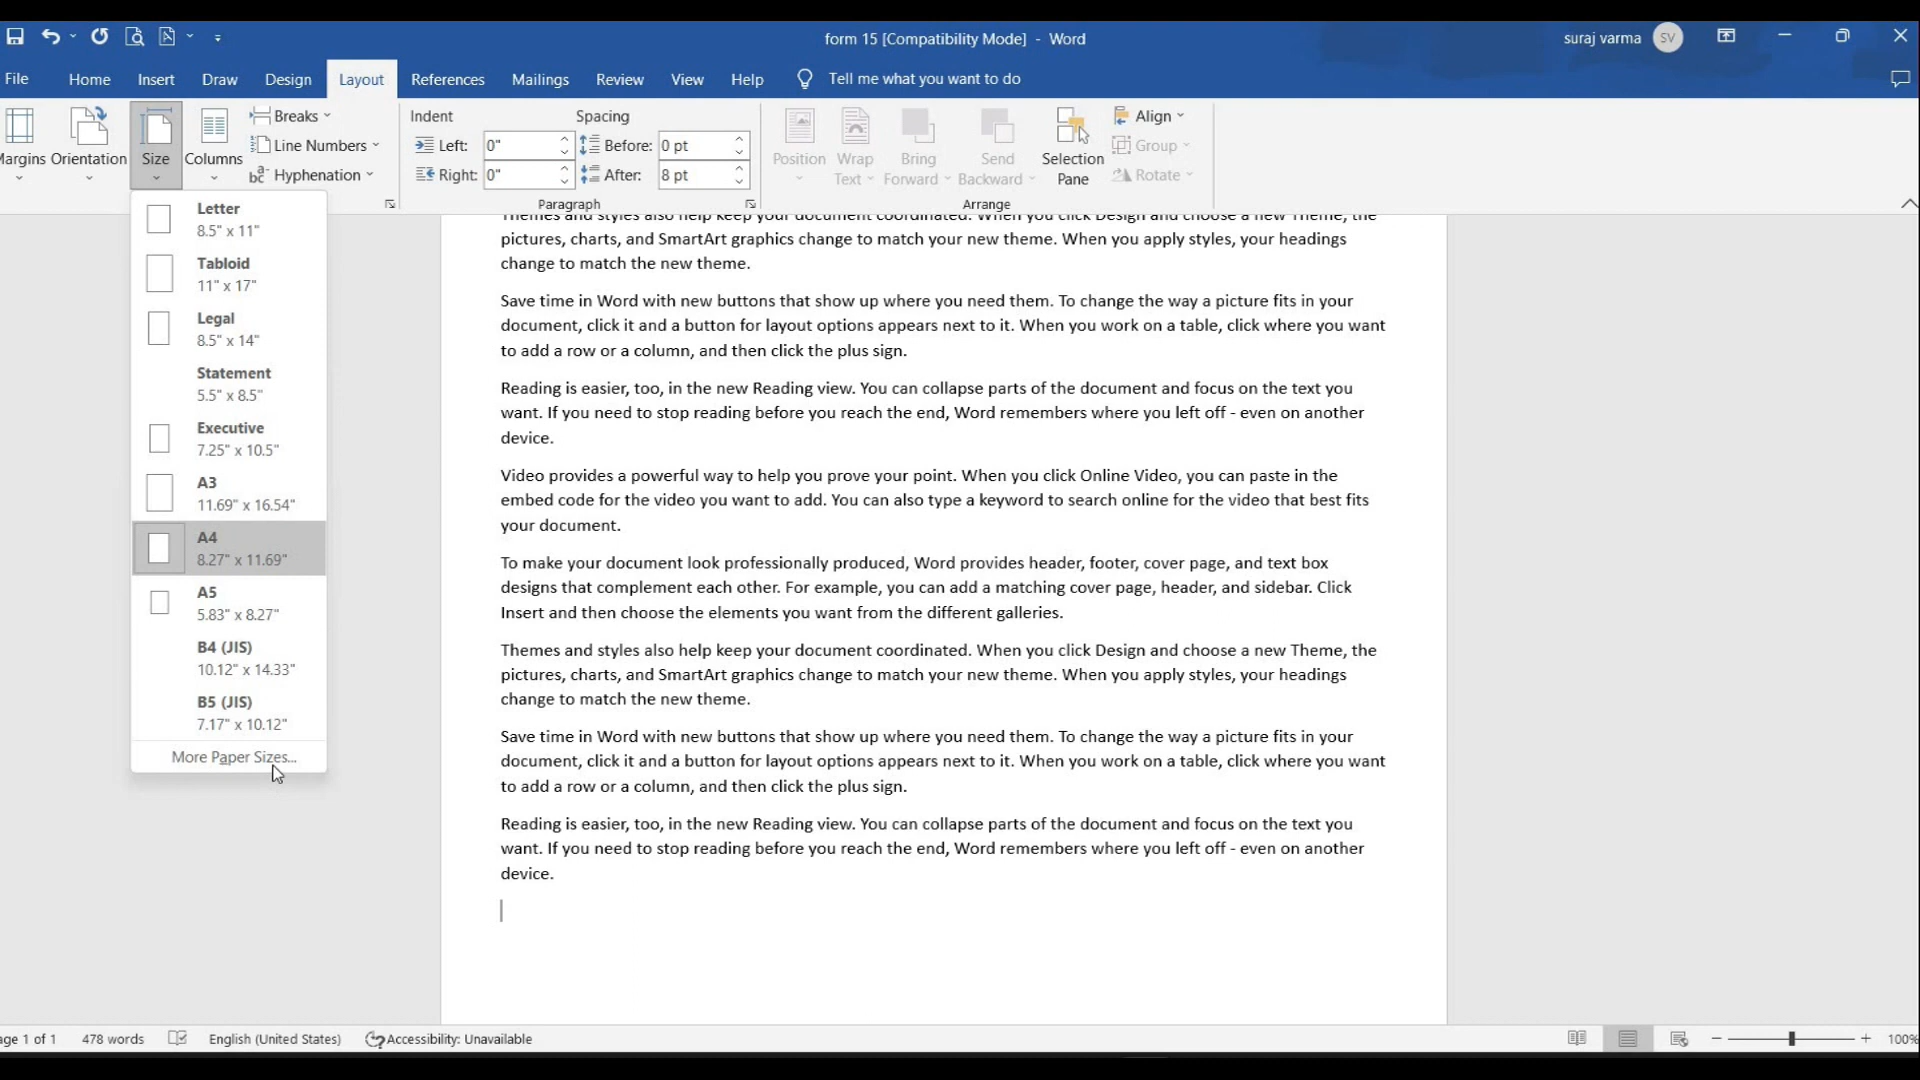 form 15 [Compatibility Mode] - Word
suraj varma SV
File Home Insert Draw Design Layout References Mailings Review View Help Tell me what you want to do
Margins Orientation Size Columns
Breaks
Line Numbers
Hyphenation
Indent
Left: 0"
Right: 0"
Spacing
Before: 0 pt
After: 8 pt
Paragraph
Position
Wrap Text
Bring Forward
Send Backward
Selection Pane
Align
Group
Rotate
Arrange
Letter
8.5" x 11"
Tabloid
11" x 17"
Legal
8.5" x 14"
Statement
5.5" x 8.5"
Executive
7.25" x 10.5"
A3
11.69" x 16.54"
A4
8.27" x 11.69"
A5
5.83" x 8.27"
B4 (JIS)
10.12" x 14.33"
B5 (JIS)
7.17" x 10.12"
More Paper Sizes...
Themes and styles also help keep your document coordinated. When you click Design and choose a new Theme, the
pictures, charts, and SmartArt graphics change to match your new theme. When you apply styles, your headings
change to match the new theme.
Save time in Word with new buttons that show up where you need them. To change the way a picture fits in your
document, click it and a button for layout options appears next to it. When you work on a table, click where you want
to add a row or a column, and then click the plus sign.
Reading is easier, too, in the new Reading view. You can collapse parts of the document and focus on the text you
want. If you need to stop reading before you reach the end, Word remembers where you left off - even on another
device.
Video provides a powerful way to help you prove your point. When you click Online Video, you can paste in the
embed code for the video you want to add. You can also type a keyword to search online for the video that best fits
your document.
To make your document look professionally produced, Word provides header, footer, cover page, and text box
designs that complement each other. For example, you can add a matching cover page, header, and sidebar. Click
Insert and then choose the elements you want from the different galleries.
Themes and styles also help keep your document coordinated. When you click Design and choose a new Theme, the
pictures, charts, and SmartArt graphics change to match your new theme. When you apply styles, your headings
change to match the new theme.
Save time in Word with new buttons that show up where you need them. To change the way a picture fits in your
document, click it and a button for layout options appears next to it. When you work on a table, click where you want
to add a row or a column, and then click the plus sign.
Reading is easier, too, in the new Reading view. You can collapse parts of the document and focus on the text you
want. If you need to stop reading before you reach the end, Word remembers where you left off - even on another
device.
age 1 of 1 478 words English (United States) Accessibility: Unavailable 100%